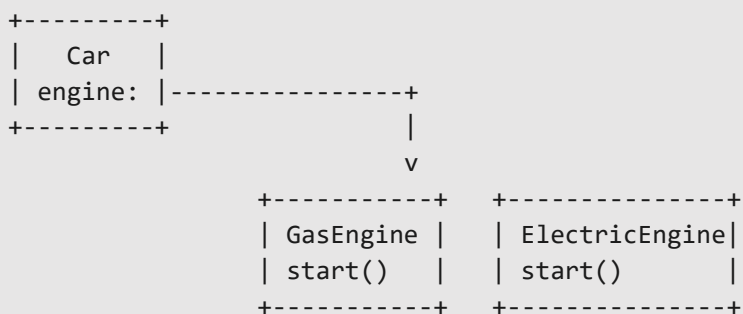 +---------+
|   Car   |
| engine: |----------------+
+---------+                |
                           v
                 +-----------+   +---------------+
                 | GasEngine |   | ElectricEngine|
                 | start()   |   | start()       |
                 +-----------+   +---------------+